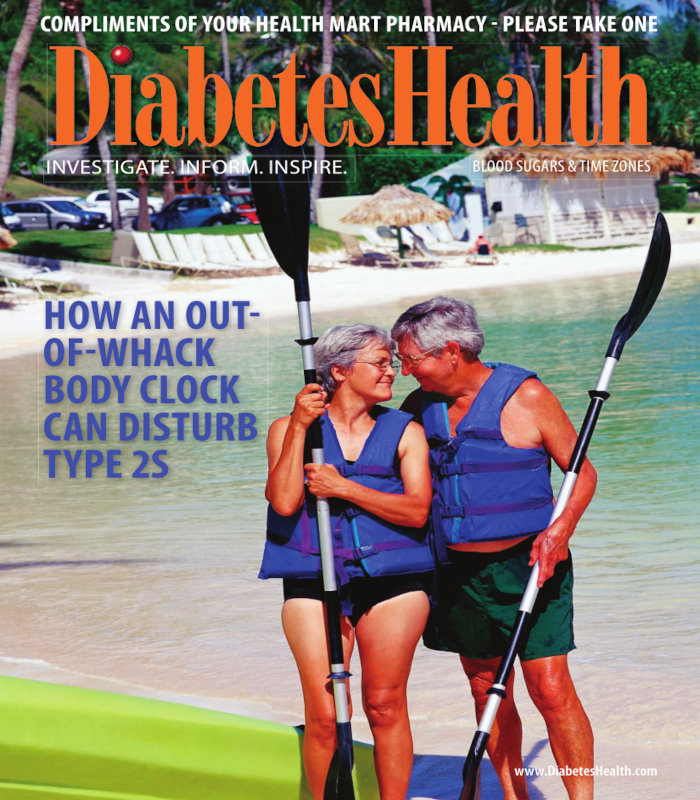 COMPLIMENTS OF YOUR HEALTH MART PHARMACY - PLEASE TAKE ONE
DiabetesHealth
INVESTIGATE. INFORM. INSPIRE.
BLOOD SUGARS & TIME ZONES
HOW AN OUT-
OF-WHACK
BODY CLOCK
CAN DISTURB
TYPE 2S
www.DiabetesHealth.com